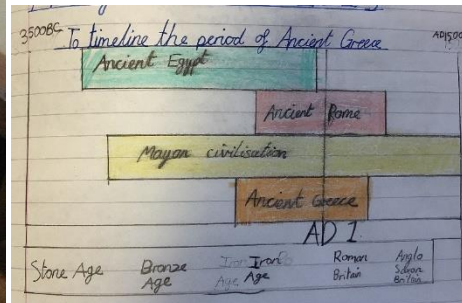 3500BC To timeline the period of Ancient Greece AD1500
Ancient Egypt
Ancient Rome
Mayan civilisation
Ancient Greece
AD 1
Stone Age Bronze Age Iron Age Roman Britain Anglo Saxon Britain